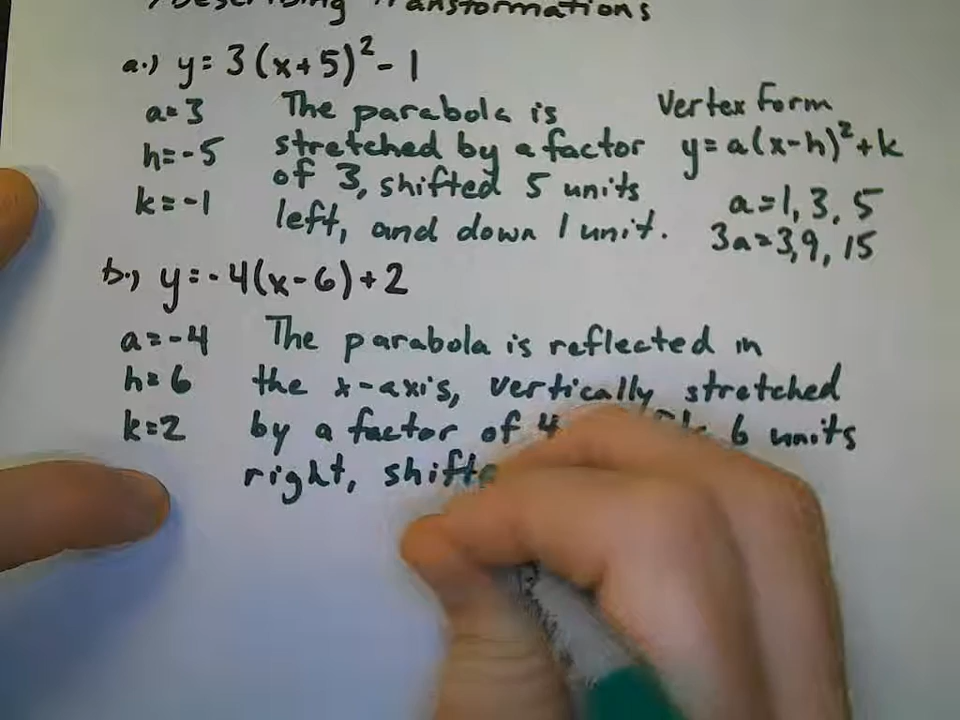 Describing Transformations
a.) y = 3(x+5)² - 1
a = 3 The parabola is
h = -5 stretched by a factor
k = -1 of 3, shifted 5 units
left, and down 1 unit.
Vertex Form
y = a(x-h)² + k
a = 1, 3, 5
3a = 3, 9, 15
b.) y = -4(x-6) + 2
a = -4 The parabola is reflected in
h = 6 the x-axis, vertically stretched
k = 2 by a factor of 4 6 units
right,